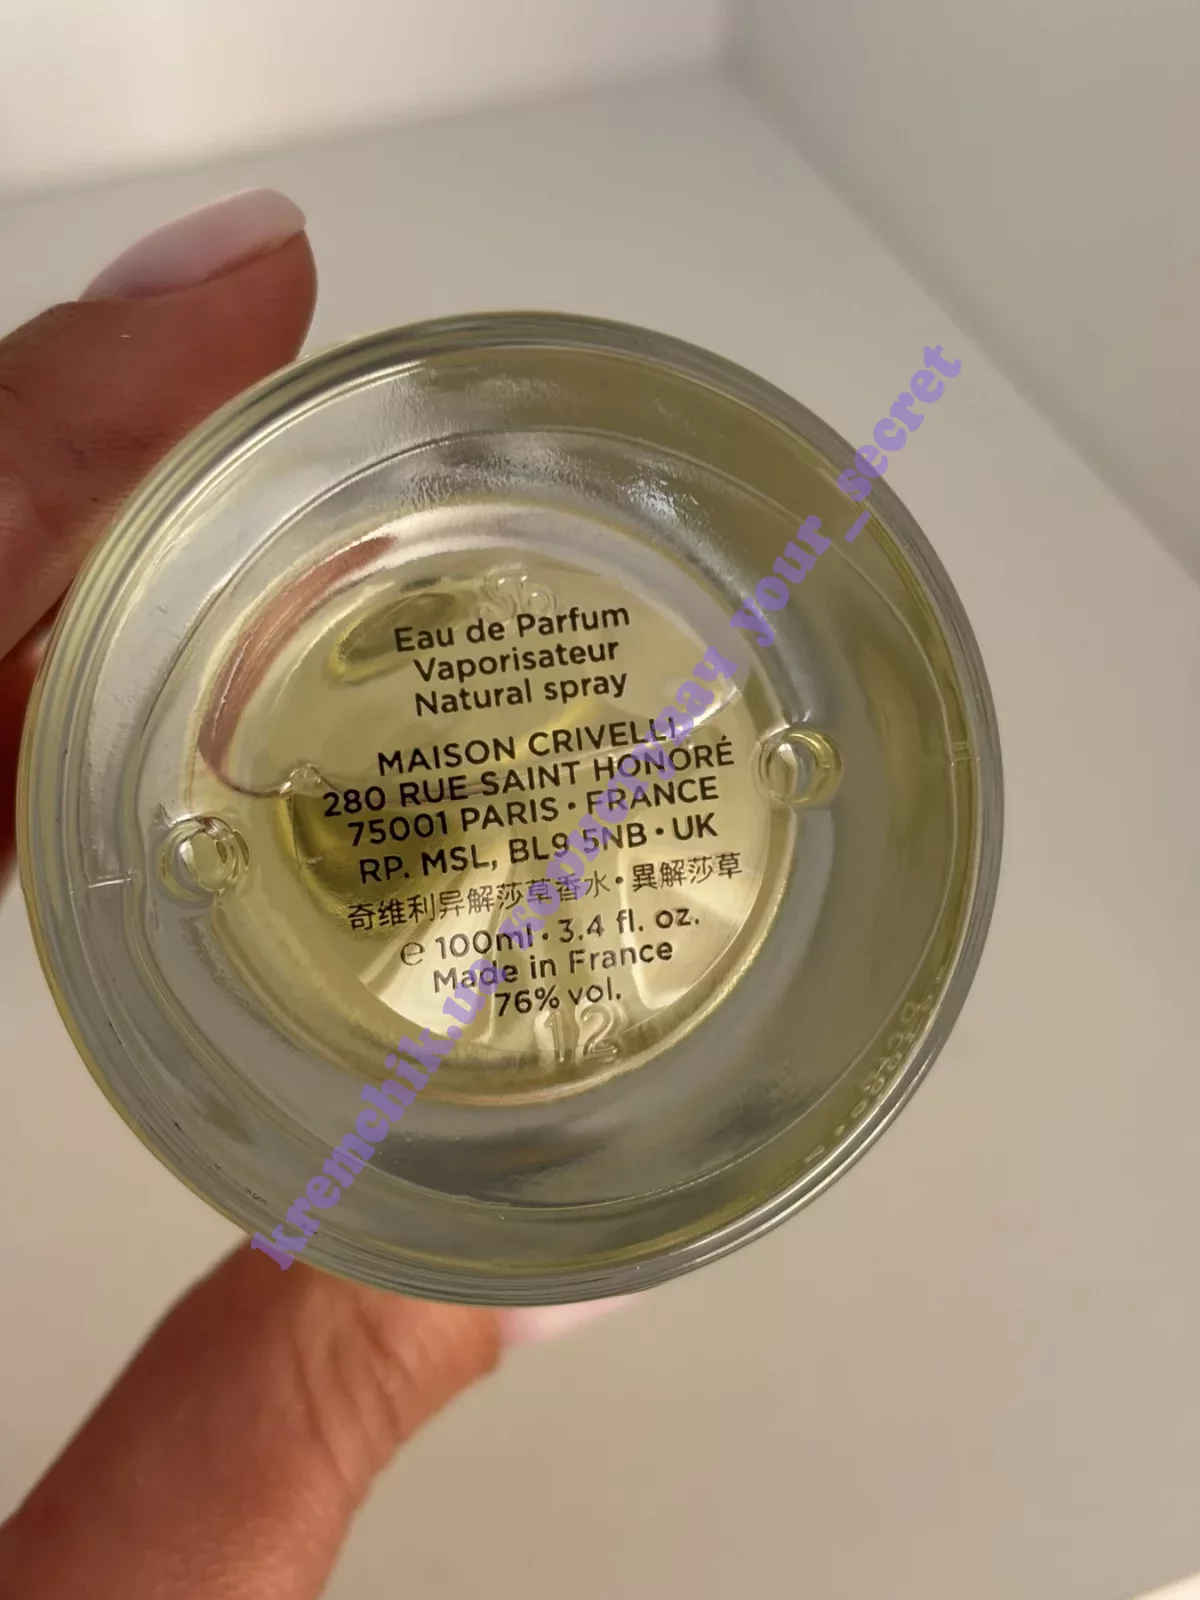 Eau de Parfum
Vaporisateur
Natural spray
MAISON CRIVELLI
280 RUE SAINT HONORÉ
75001 PARIS • FRANCE
RP. MSL, BL9 5NB • UK
奇维利异解莎草香水 • 異解莎草
℮ 100ml • 3.4 fl. oz.
Made in France
76% vol.
12
your_secret
kremchik.ua